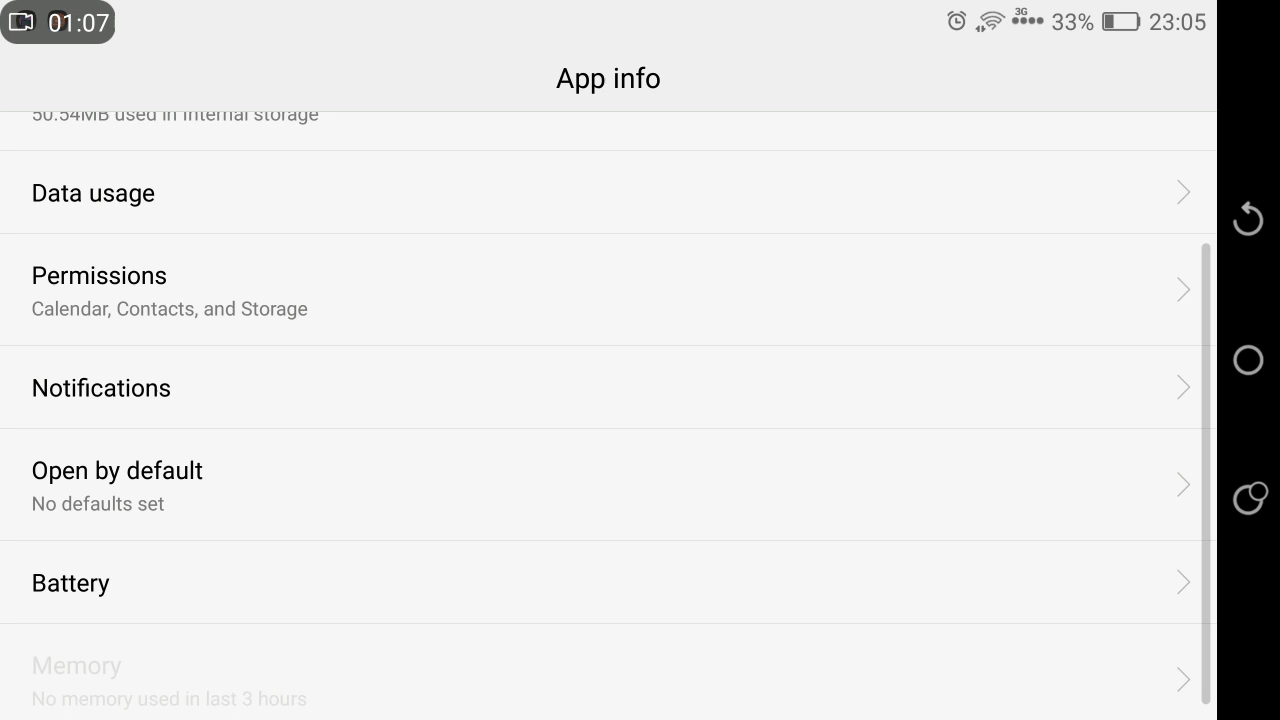 01:07
3G
33%
23:05
App info
50.54MB used in internal storage
Data usage
Permissions
Calendar, Contacts, and Storage
Notifications
Open by default
No defaults set
Battery
Memory
No memory used in last 3 hours